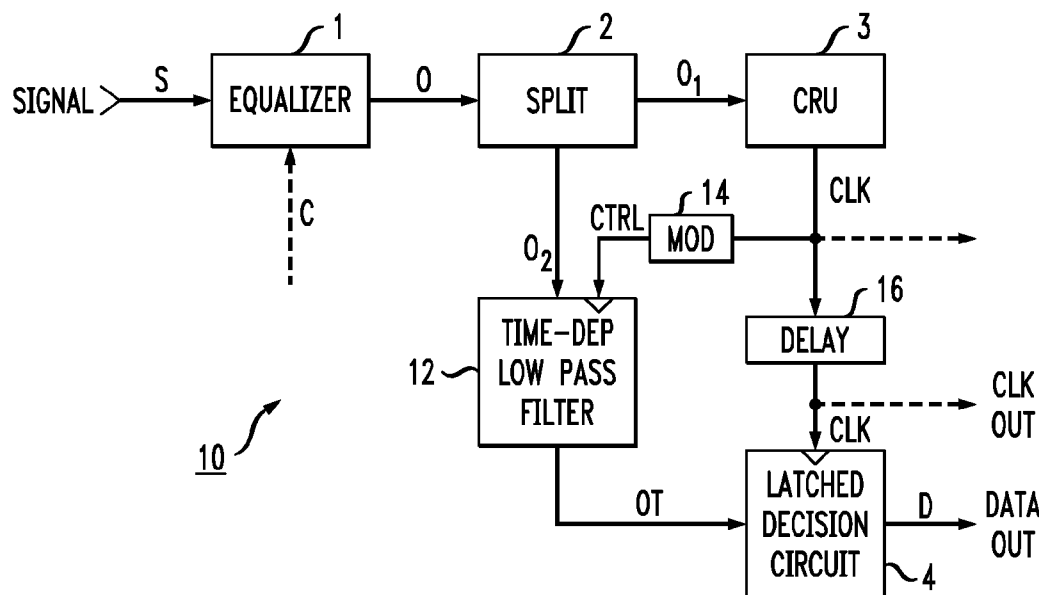 1
2
3
SIGNAL
S
EQUALIZER
O
SPLIT
O1
CRU
C
O2
CTRL
14
MOD
CLK
16
DELAY
12
TIME-DEP
LOW PASS
FILTER
CLK
OUT
CLK
10
OT
LATCHED
DECISION
CIRCUIT
D
DATA
OUT
4